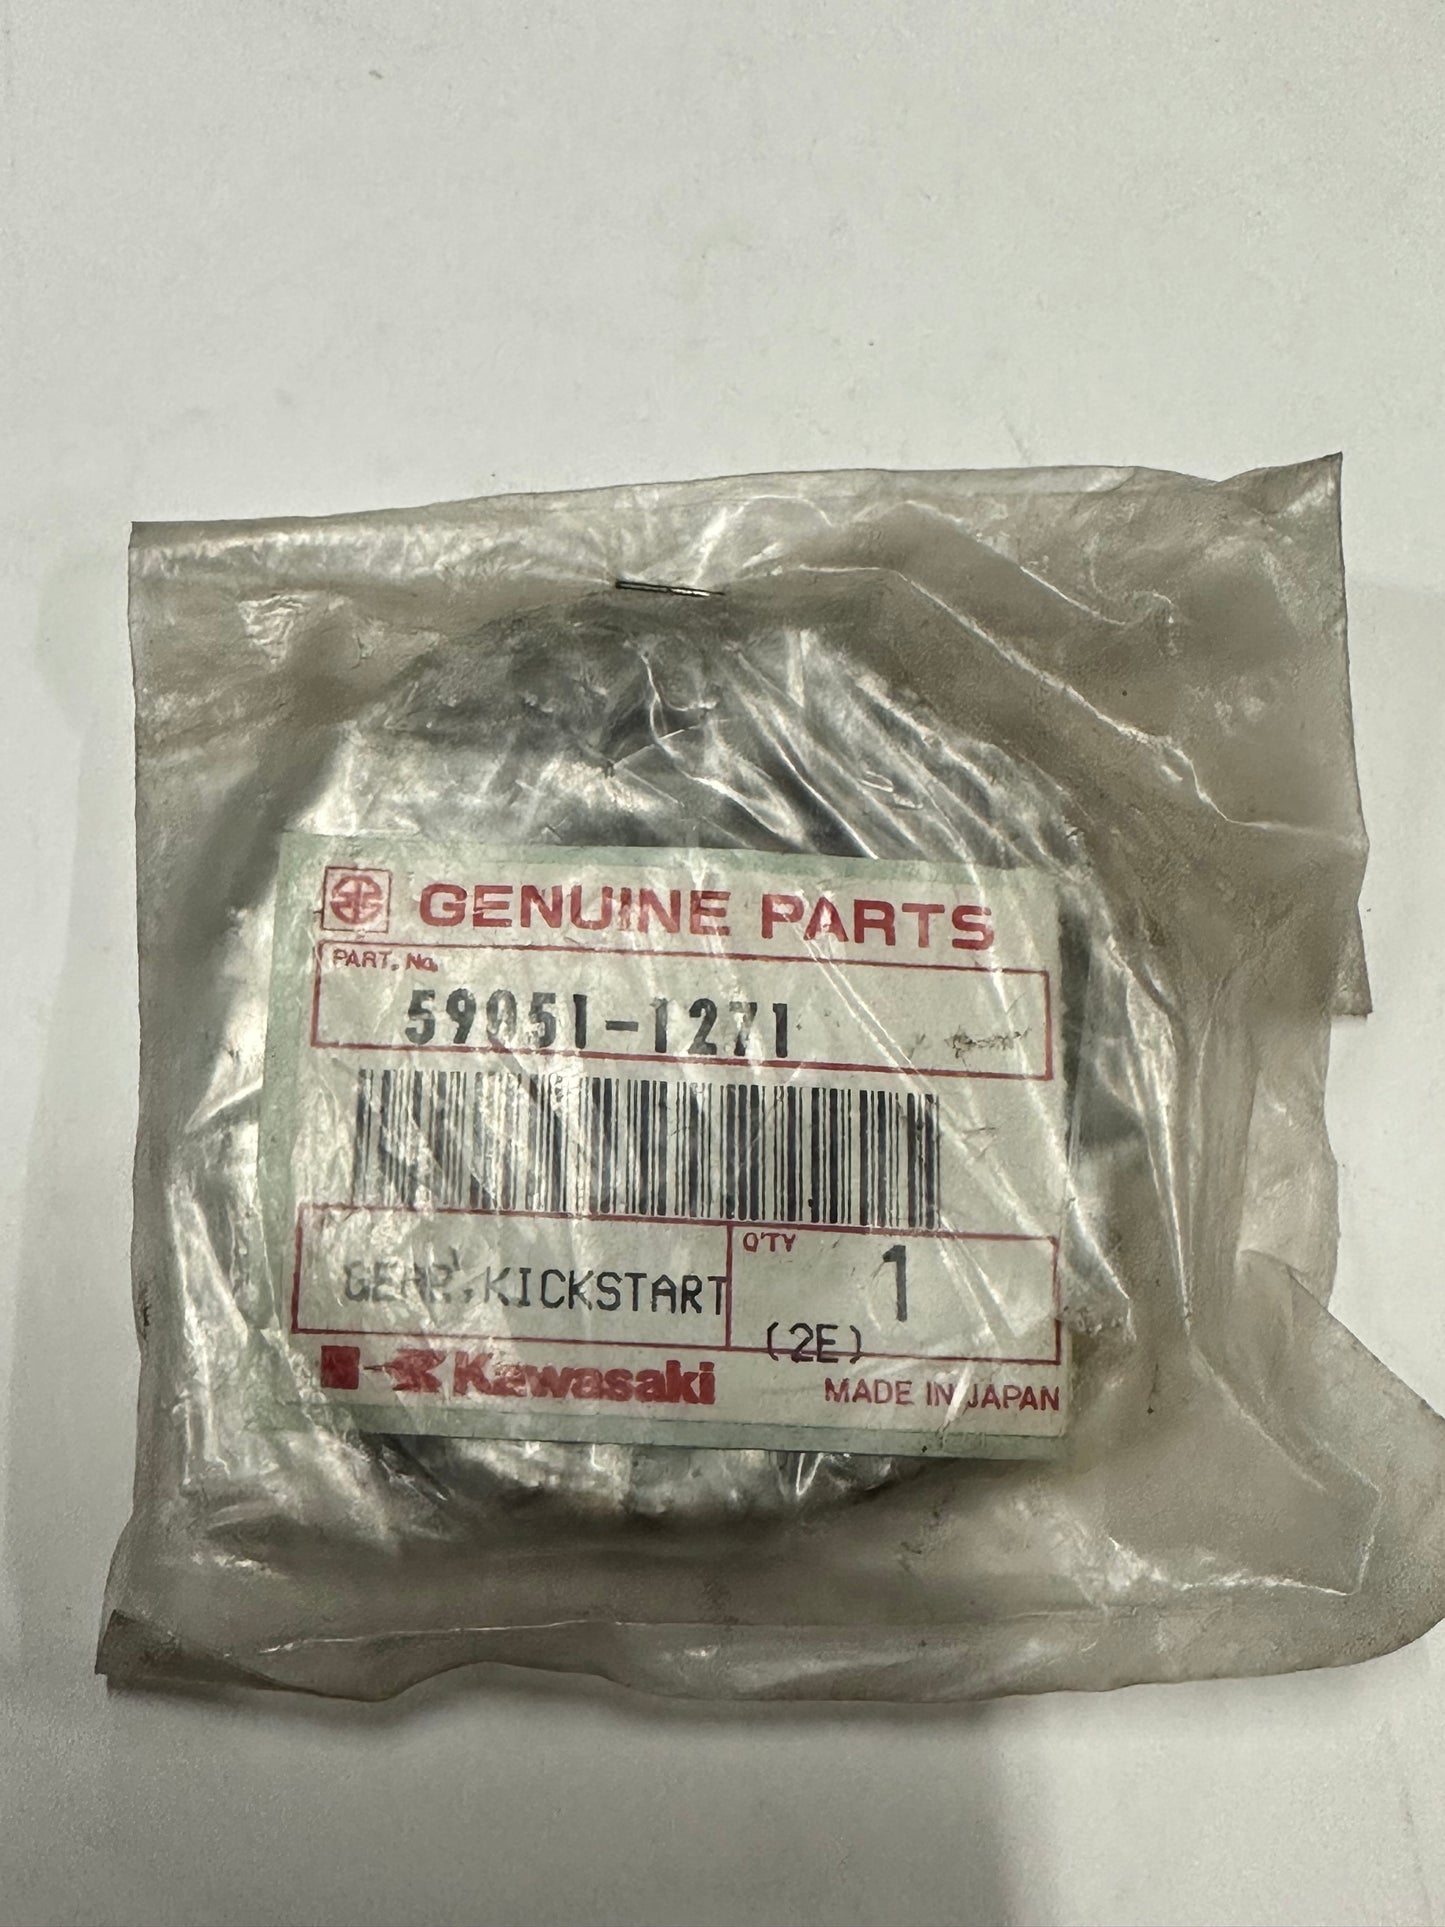 GENUINE PARTS
PART. No.
59051-1271
GEAR,KICKSTART
Q'TY 1
(2E)
Kawasaki
MADE IN JAPAN